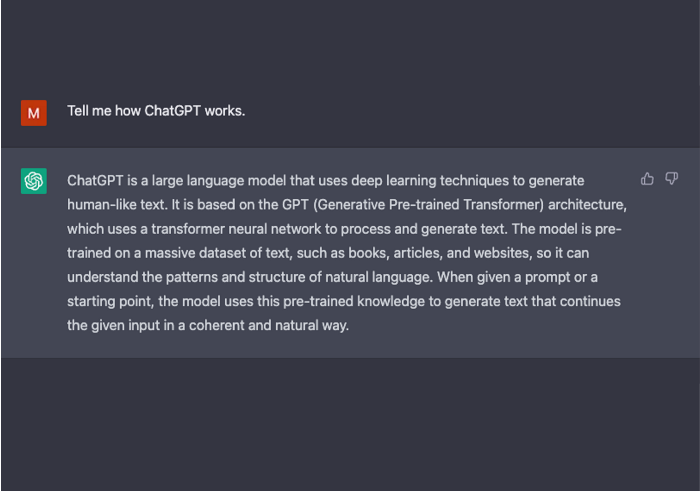 M
Tell me how ChatGPT works.
ChatGPT is a large language model that uses deep learning techniques to generate
human-like text. It is based on the GPT (Generative Pre-trained Transformer) architecture,
which uses a transformer neural network to process and generate text. The model is pre-
trained on a massive dataset of text, such as books, articles, and websites, so it can
understand the patterns and structure of natural language. When given a prompt or a
starting point, the model uses this pre-trained knowledge to generate text that continues
the given input in a coherent and natural way.